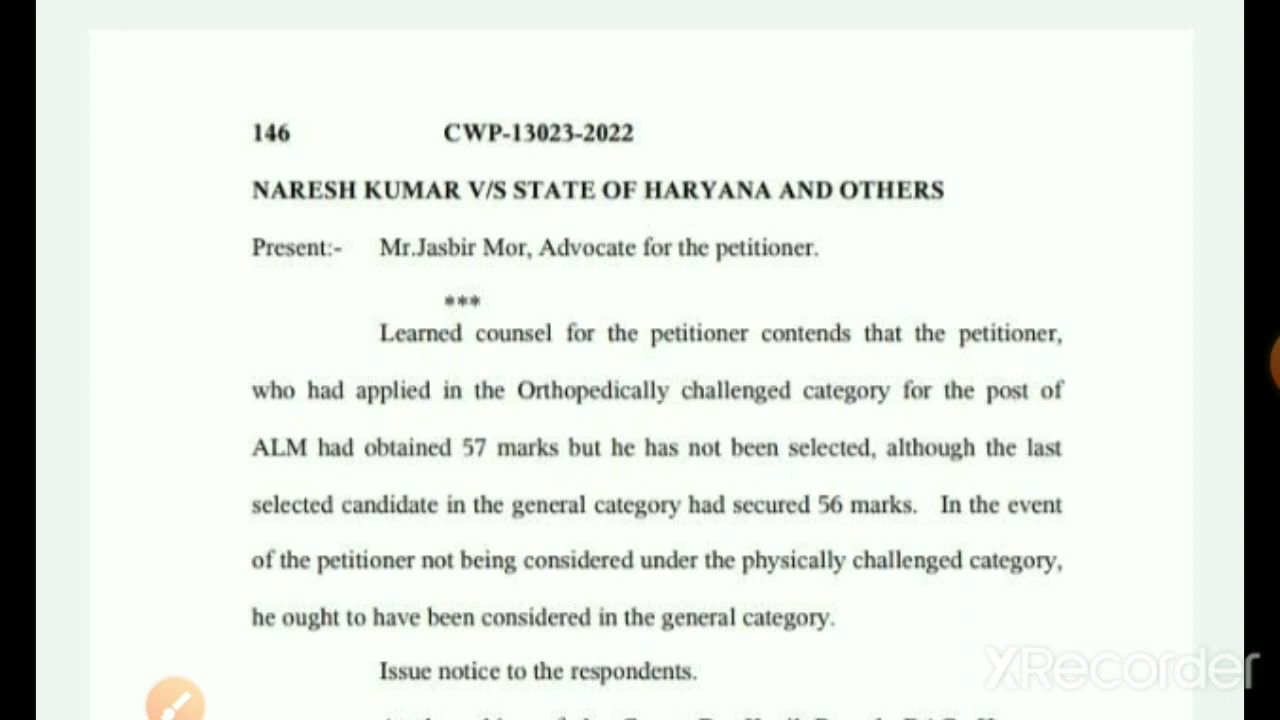 146 CWP-13023-2022
NARESH KUMAR V/S STATE OF HARYANA AND OTHERS
Present:- Mr.Jasbir Mor, Advocate for the petitioner.
***
Learned counsel for the petitioner contends that the petitioner,
who had applied in the Orthopedically challenged category for the post of
ALM had obtained 57 marks but he has not been selected, although the last
selected candidate in the general category had secured 56 marks. In the event
of the petitioner not being considered under the physically challenged category,
he ought to have been considered in the general category.
Issue notice to the respondents.
XRecorder